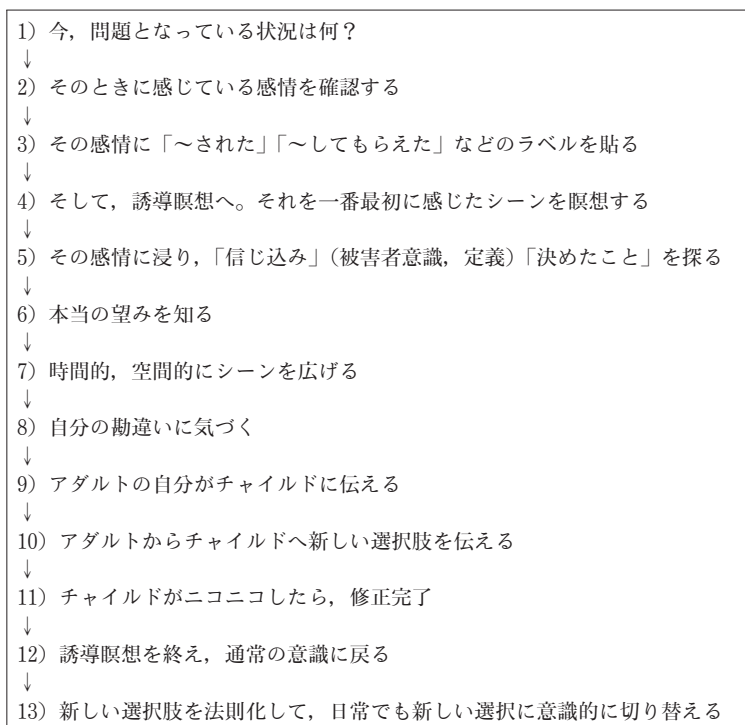 1）今，問題となっている状況は何？
↓
2）そのときに感じている感情を確認する
↓
3）その感情に「～された」「～してもらえた」などのラベルを貼る
↓
4）そして，誘導瞑想へ。それを一番最初に感じたシーンを瞑想する
↓
5）その感情に浸り，「信じ込み」（被害者意識，定義）「決めたこと」を探る
↓
6）本当の望みを知る
↓
7）時間的，空間的にシーンを広げる
↓
8）自分の勘違いに気づく
↓
9）アダルトの自分がチャイルドに伝える
↓
10）アダルトからチャイルドへ新しい選択肢を伝える
↓
11）チャイルドがニコニコしたら，修正完了
↓
12）誘導瞑想を終え，通常の意識に戻る
↓
13）新しい選択肢を法則化して，日常でも新しい選択に意識的に切り替える